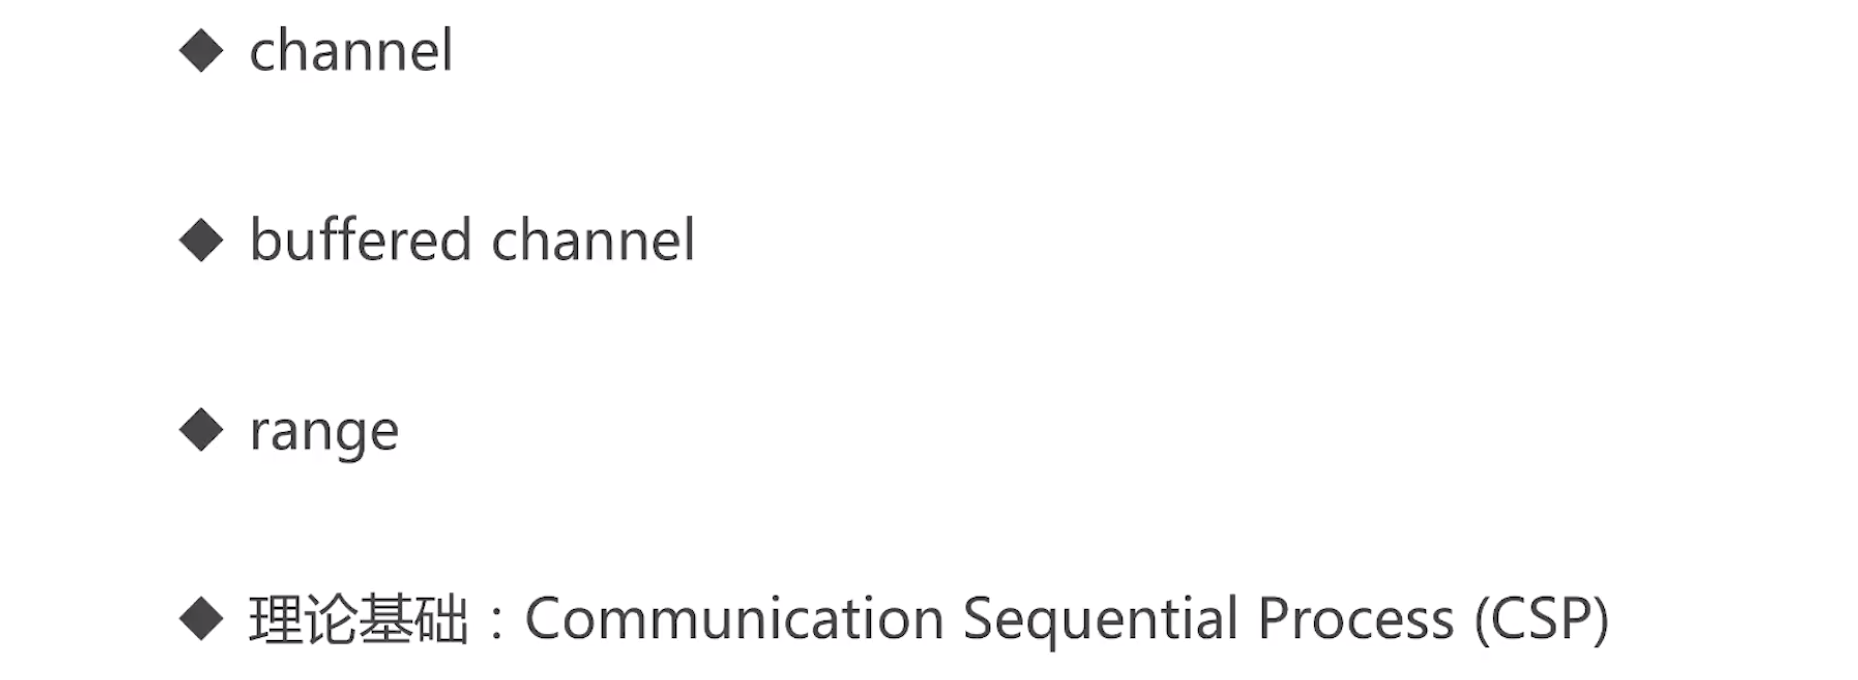 ◆ channel
◆ buffered channel
◆ range
◆ 理论基础：Communication Sequential Process (CSP)